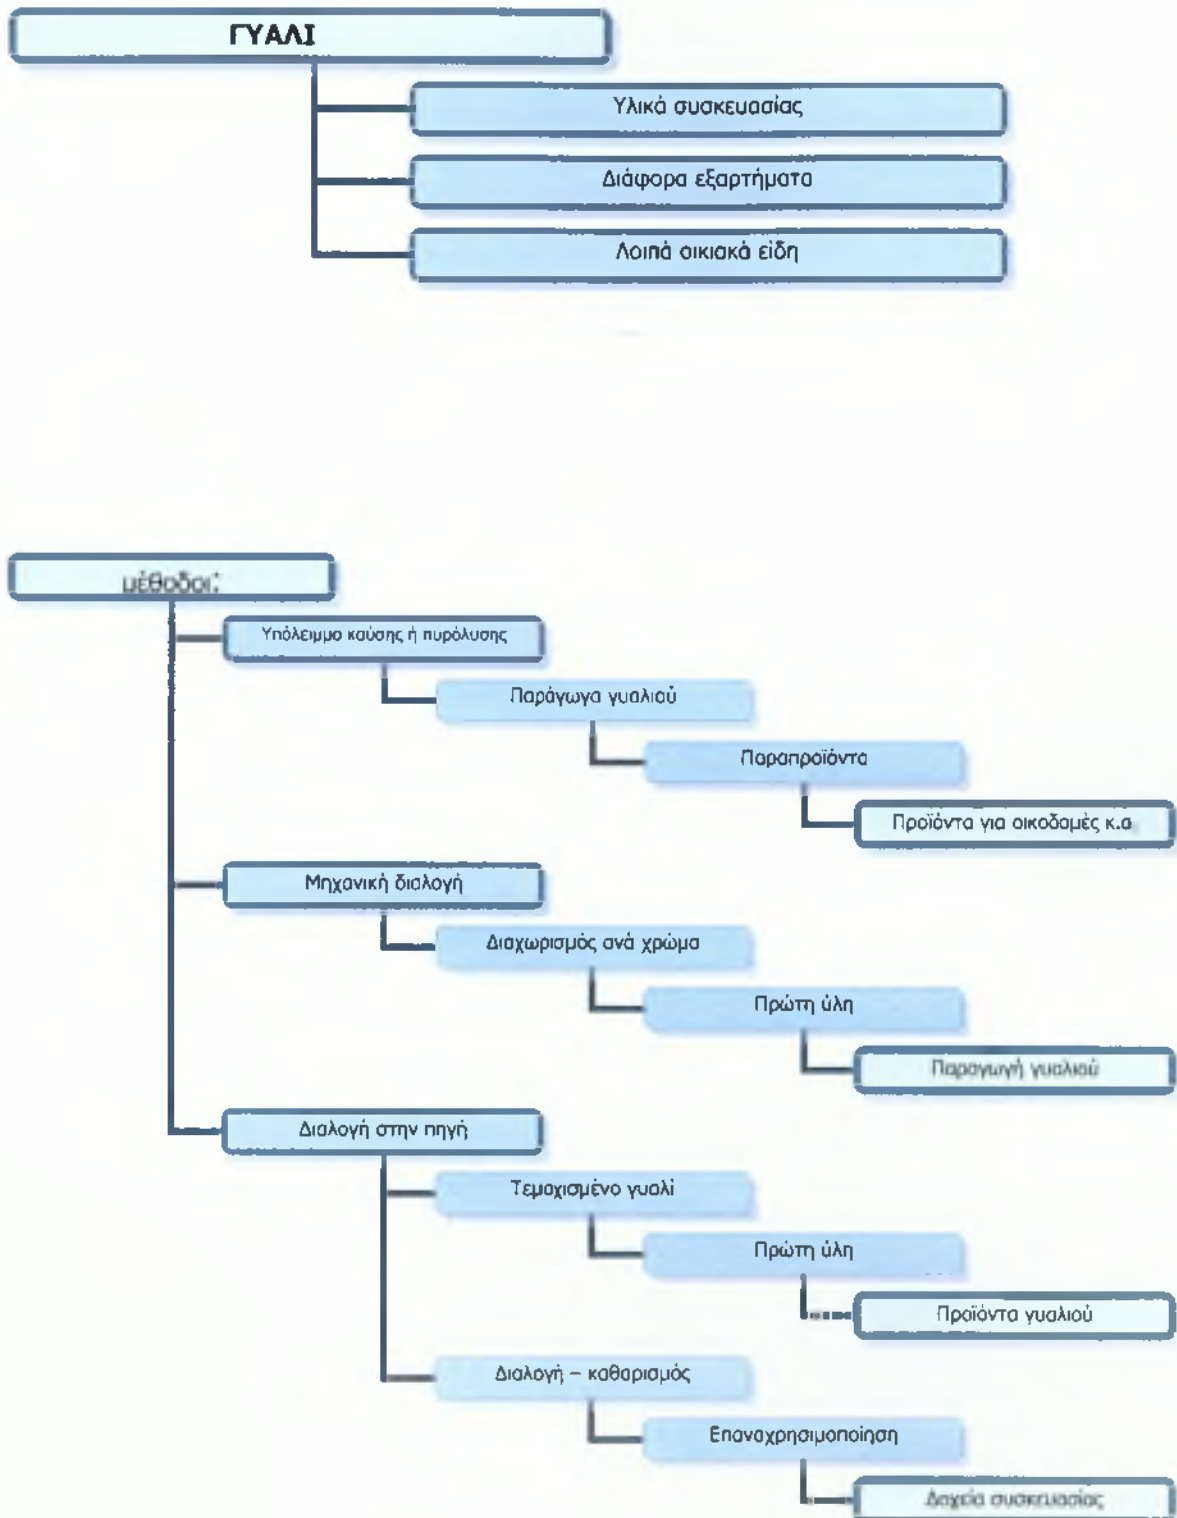 ΓΥΑΛΙ
Υλικά συσκευασίας
Διάφορα εξαρτήματα
Λοιπά οικιακά είδη
μέθοδοι:
Υπόλειμμα καύσης ή πυρόλυσης
Παράγωγα γυαλιού
Παραπροϊόντα
Προϊόντα για οικοδομές κ.α.
Μηχανική διαλογή
Διαχωρισμός ανά χρώμα
Πρώτη ύλη
Παραγωγή γυαλιού
Διαλογή στην πηγή
Τεμαχισμένο γυαλί
Πρώτη ύλη
Προϊόντα γυαλιού
Διαλογή – καθαρισμός
Επαναχρησιμοποίηση
Δοχεία συσκευασίας